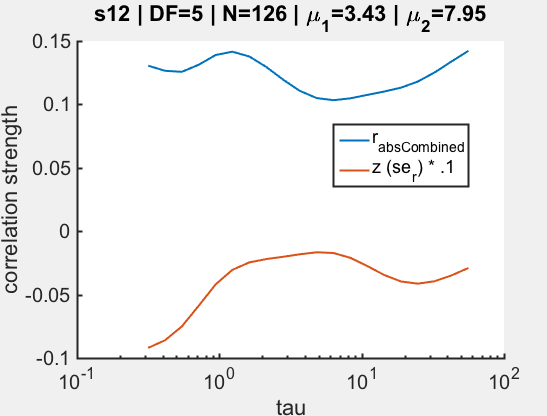 s12 | DF=5 | N=126 | μ1=3.43 | μ2=7.95
0.15
0.1
0.05
0
-0.05
-0.1
correlation strength
rabsCombined
z (ser) * .1
10-1
100
101
102
tau